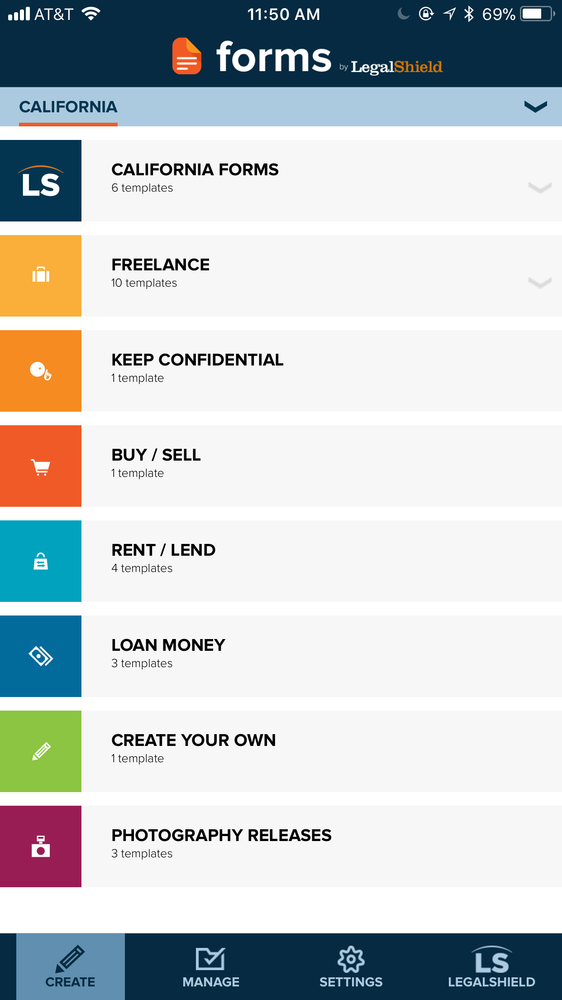 AT&T 11:50 AM 69%
forms by LegalShield
CALIFORNIA
LS
CALIFORNIA FORMS
6 templates
FREELANCE
10 templates
KEEP CONFIDENTIAL
1 template
BUY / SELL
1 template
RENT / LEND
4 templates
LOAN MONEY
3 templates
CREATE YOUR OWN
1 template
PHOTOGRAPHY RELEASES
3 templates
LS
CREATE MANAGE SETTINGS LEGALSHIELD